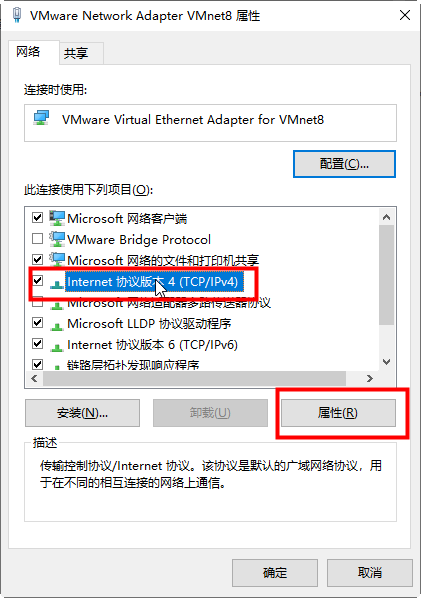 VMware Network Adapter VMnet8 属性
网络
共享
连接时使用:
VMware Virtual Ethernet Adapter for VMnet8
配置(C)...
此连接使用下列项目(O):
Microsoft 网络客户端
VMware Bridge Protocol
Microsoft 网络的文件和打印机共享
Internet 协议版本 4 (TCP/IPv4)
Microsoft 网络适配器多路传送器协议
Microsoft LLDP 协议驱动程序
Internet 协议版本 6 (TCP/IPv6)
链路层拓扑发现响应程序
安装(N)...
卸载(U)
属性(R)
描述
传输控制协议/Internet 协议。该协议是默认的广域网络协议，用
于在不同的相互连接的网络上通信。
确定
取消